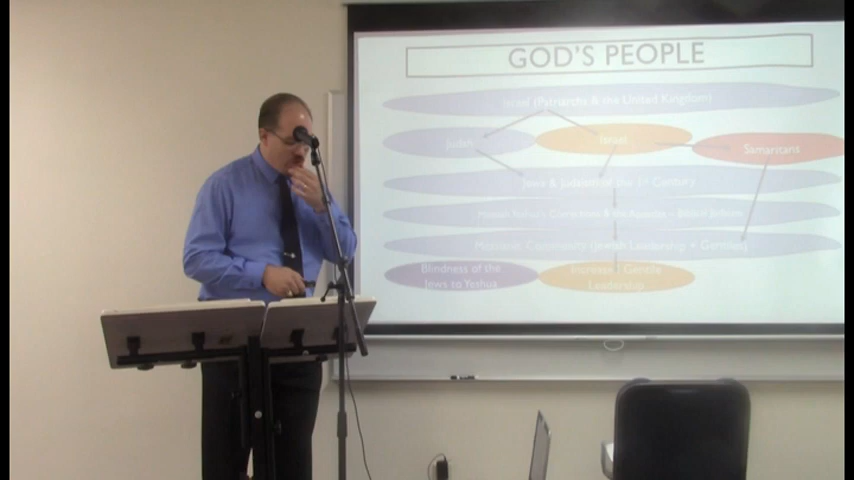 GOD'S PEOPLE
Israel (Patriarchs & the United Kingdom)
Judah
Israel
Samaritans
Jews & Judaism of the 1st Century
Messianic Community (Jewish Leadership + Gentiles)
Blindness of the
Jews to Yeshua
Increase Gentile
Leadership